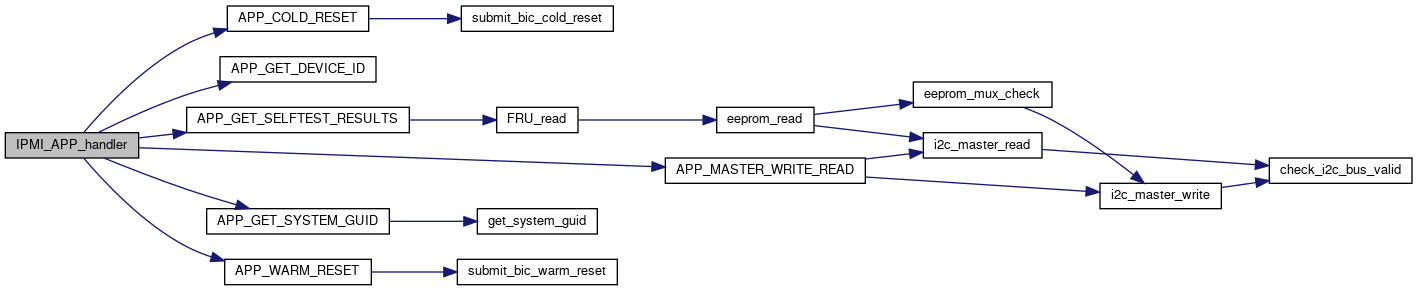 IPMI_APP_handler
APP_COLD_RESET
submit_bic_cold_reset
APP_GET_DEVICE_ID
APP_GET_SELFTEST_RESULTS
FRU_read
eeprom_read
eeprom_mux_check
i2c_master_read
APP_MASTER_WRITE_READ
i2c_master_write
check_i2c_bus_valid
APP_GET_SYSTEM_GUID
get_system_guid
APP_WARM_RESET
submit_bic_warm_reset